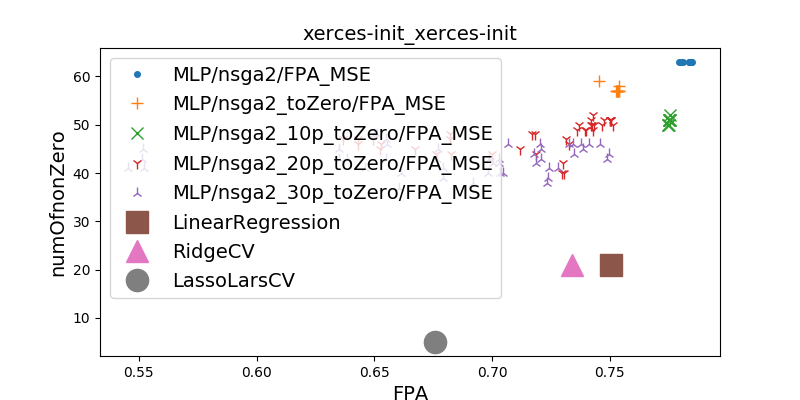 xerces-init_xerces-init
MLP/nsga2/FPA_MSE
MLP/nsga2_toZero/FPA_MSE
MLP/nsga2_10p_toZero/FPA_MSE
MLP/nsga2_20p_toZero/FPA_MSE
MLP/nsga2_30p_toZero/FPA_MSE
LinearRegression
RidgeCV
LassoLarsCV
numOfnonZero
60
50
40
30
20
10
0.55
0.60
0.65
0.70
0.75
FPA